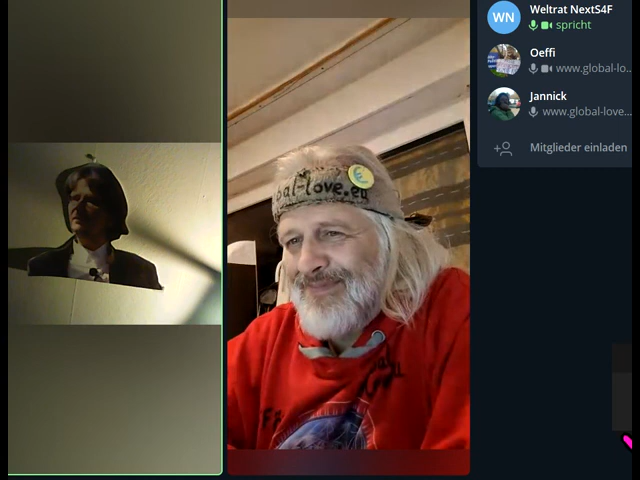 WN
Weltrat NextS4F
spricht
Oeffi
www.global-lo...
Jannick
www.global-love...
Mitglieder einladen
bal-love.eu
€